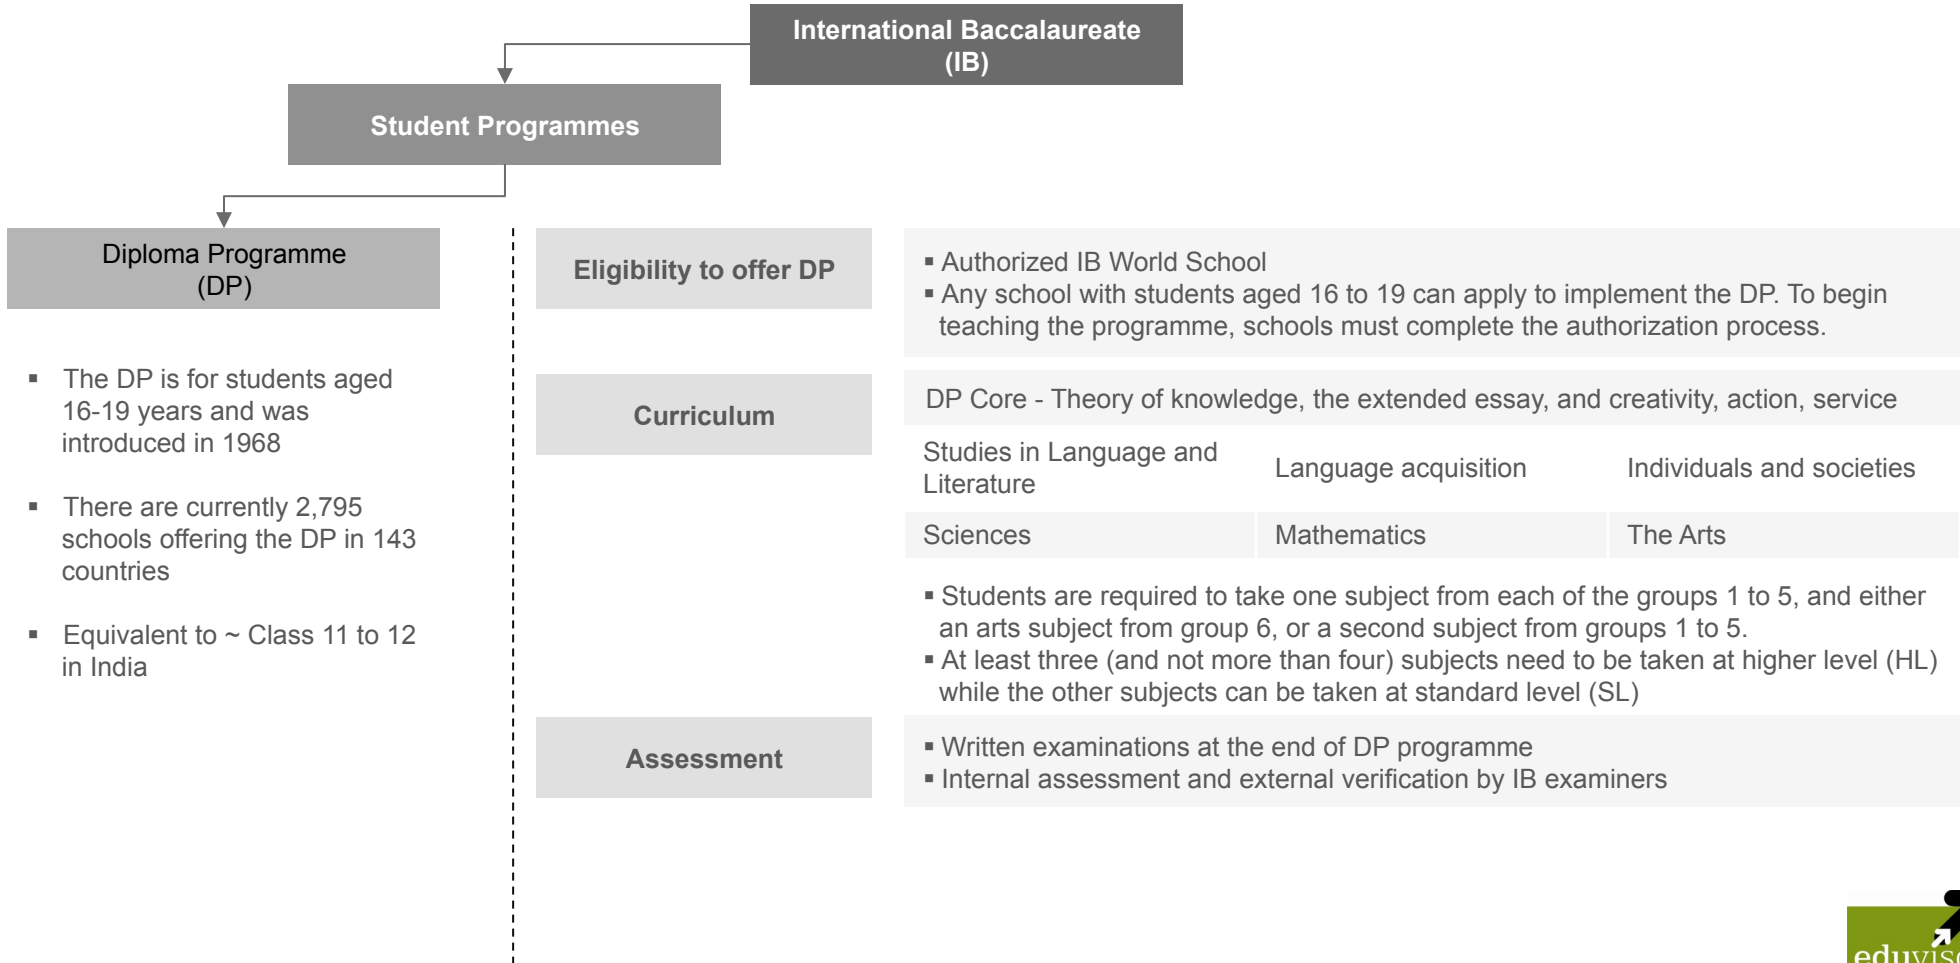 International Baccalaureate
(IB)
Student Programmes
Diploma Programme
(DP)
▪ The DP is for students aged
16-19 years and was
introduced in 1968
▪ There are currently 2,795
schools offering the DP in 143
countries
▪ Equivalent to ~ Class 11 to 12
in India
Eligibility to offer DP
▪ Authorized IB World School
▪ Any school with students aged 16 to 19 can apply to implement the DP. To begin
teaching the programme, schools must complete the authorization process.
Curriculum
DP Core - Theory of knowledge, the extended essay, and creativity, action, service
Studies in Language and
Literature
Language acquisition
Individuals and societies
Sciences
Mathematics
The Arts
▪ Students are required to take one subject from each of the groups 1 to 5, and either
an arts subject from group 6, or a second subject from groups 1 to 5.
▪ At least three (and not more than four) subjects need to be taken at higher level (HL)
while the other subjects can be taken at standard level (SL)
Assessment
▪ Written examinations at the end of DP programme
▪ Internal assessment and external verification by IB examiners